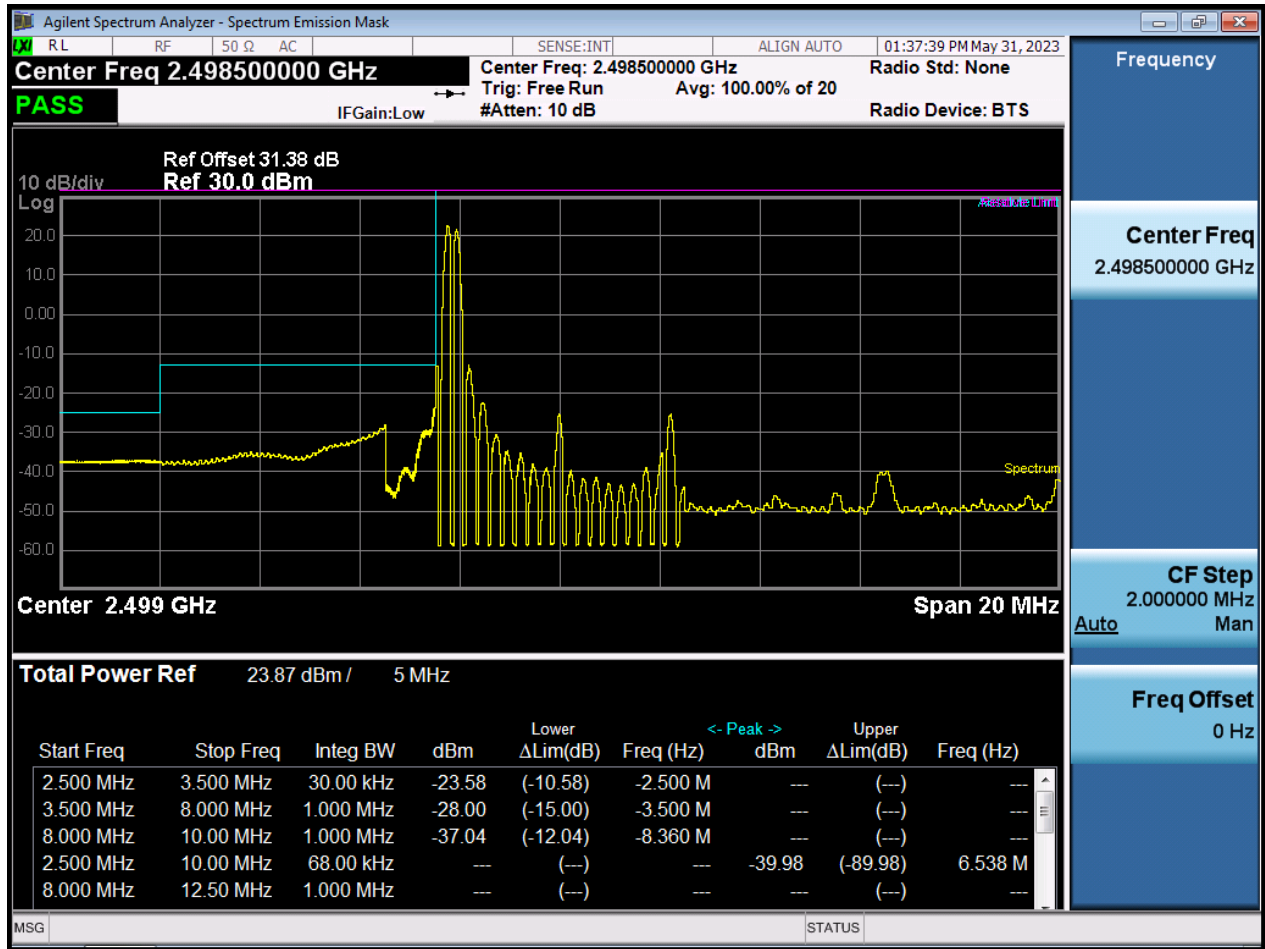 Agilent Spectrum Analyzer - Spectrum Emission Mask
LXI RL RF 50 Ω AC SENSE:INT ALIGN AUTO 01:37:39 PM May 31, 2023
Center Freq 2.498500000 GHz
Center Freq: 2.498500000 GHz Radio Std: None
Trig: Free Run Avg: 100.00% of 20
PASS IFGain:Low #Atten: 10 dB Radio Device: BTS
Ref Offset 31.38 dB
10 dB/div Ref 30.0 dBm
Log
Limit
20.0
10.0
0.00
-10.0
-20.0
-30.0
-40.0
Spectrum
-50.0
-60.0
Center 2.499 GHz Span 20 MHz
Total Power Ref 23.87 dBm / 5 MHz
Lower <- Peak -> Upper
Start Freq Stop Freq Integ BW dBm ΔLim(dB) Freq (Hz) dBm ΔLim(dB) Freq (Hz)
2.500 MHz 3.500 MHz 30.00 kHz -23.58 (-10.58) -2.500 M --- (---) ---
3.500 MHz 8.000 MHz 1.000 MHz -28.00 (-15.00) -3.500 M --- (---) ---
8.000 MHz 10.00 MHz 1.000 MHz -37.04 (-12.04) -8.360 M --- (---) ---
2.500 MHz 10.00 MHz 68.00 kHz --- (---) --- -39.98 (-89.98) 6.538 M
8.000 MHz 12.50 MHz 1.000 MHz --- (---) --- --- (---) ---
MSG STATUS
Frequency
Center Freq
2.498500000 GHz
CF Step
2.000000 MHz
Auto Man
Freq Offset
0 Hz